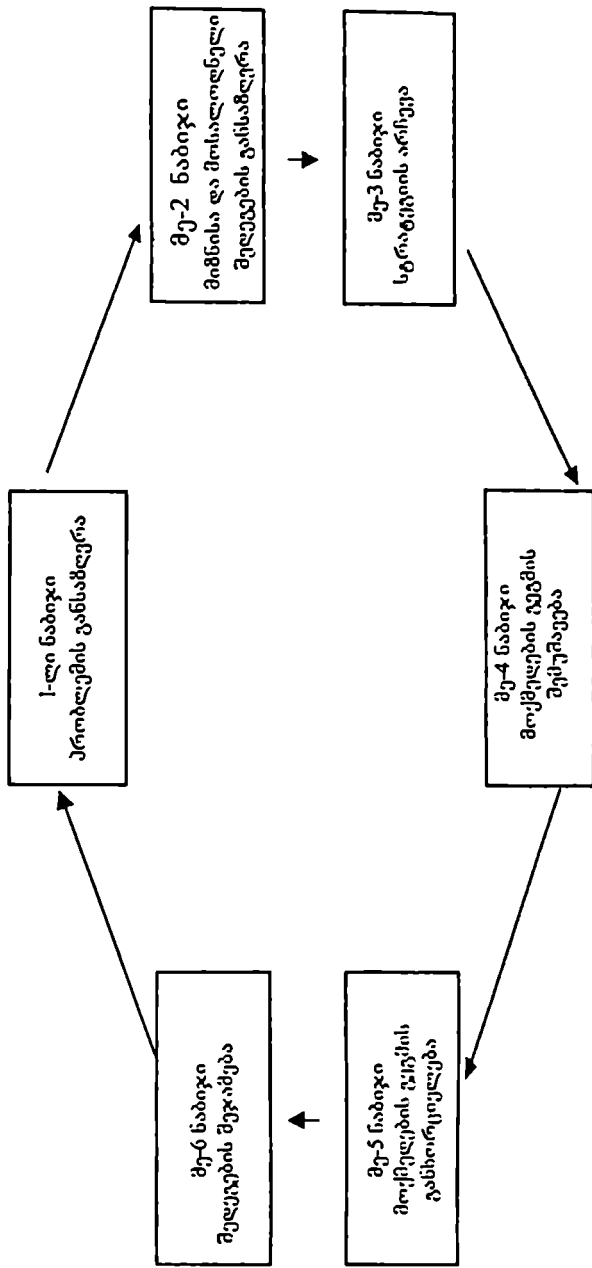 1-ლი ნაბიჯი
პრობლემის განსაზღვრა
მე-2 ნაბიჯი
მიზნისა და მოსალოდნელი
შედეგების განსაზღვრა
მე-3 ნაბიჯი
სტრატეგიის არჩევა
მე-4 ნაბიჯი
მოქმედების გეგმის
შემუშავება
მე-5 ნაბიჯი
მოქმედების გეგმის
განხორციელება
მე-6 ნაბიჯი
შედეგების შეჯამება